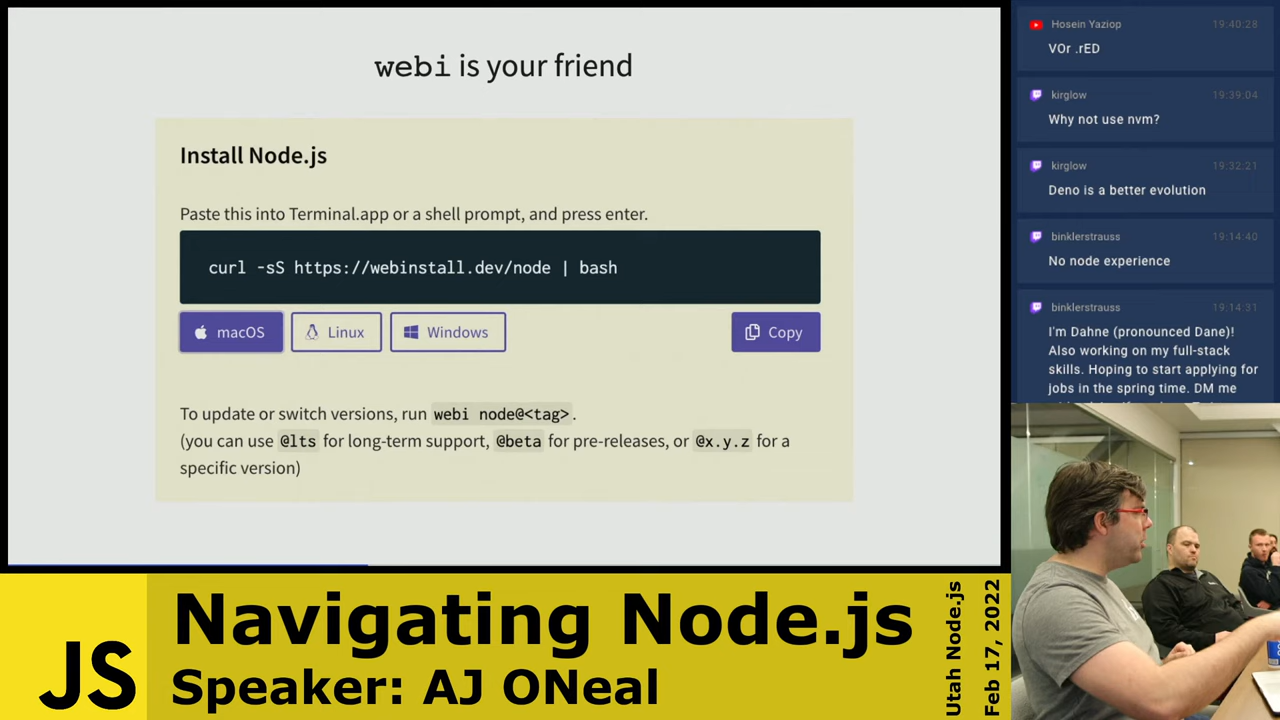 webi is your friend
Install Node.js
Paste this into Terminal.app or a shell prompt, and press enter.
curl -sS https://webinstall.dev/node | bash
macOS
Linux
Windows
Copy
To update or switch versions, run webi node@<tag>.
(you can use @lts for long-term support, @beta for pre-releases, or @x.y.z for a
specific version)
Hosein Yaziop 19:40:28
VOr .rED
kirglow 19:39:04
Why not use nvm?
kirglow 19:32:21
Deno is a better evolution
binklerstrauss 19:14:40
No node experience
binklerstrauss 19:14:31
I'm Dahne (pronounced Dane)!
Also working on my full-stack
skills. Hoping to start applying for
jobs in the spring time. DM me
JS
Navigating Node.js
Speaker: AJ ONeal
Utah Node.js
Feb 17, 2022